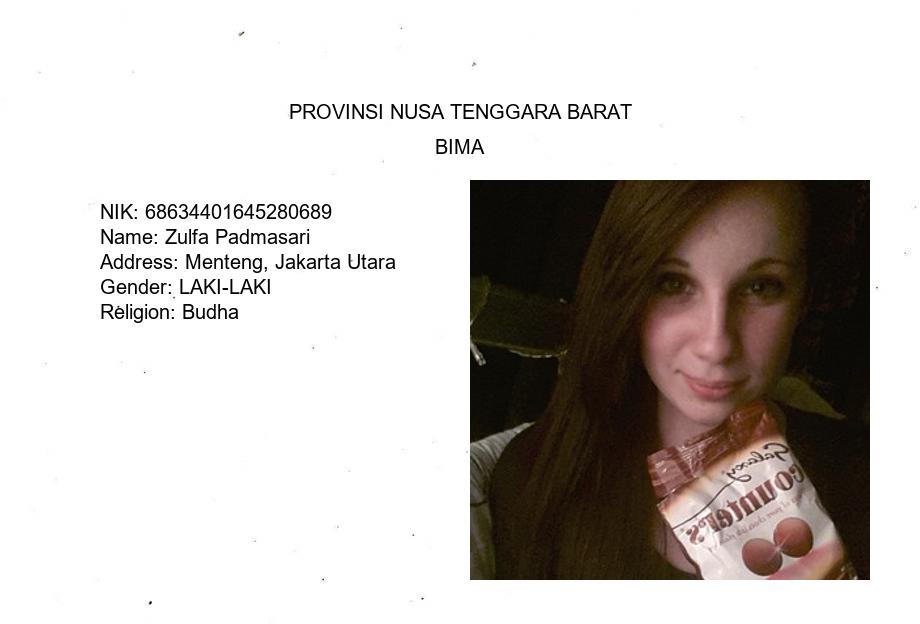 PROVINSI NUSA TENGGARA BARAT
BIMA
NIK: 68634401645280689
Name: Zulfa Padmasari
Address: Menteng, Jakarta Utara
Gender: LAKI-LAKI
Religion: Budha
Galaxy
Counters